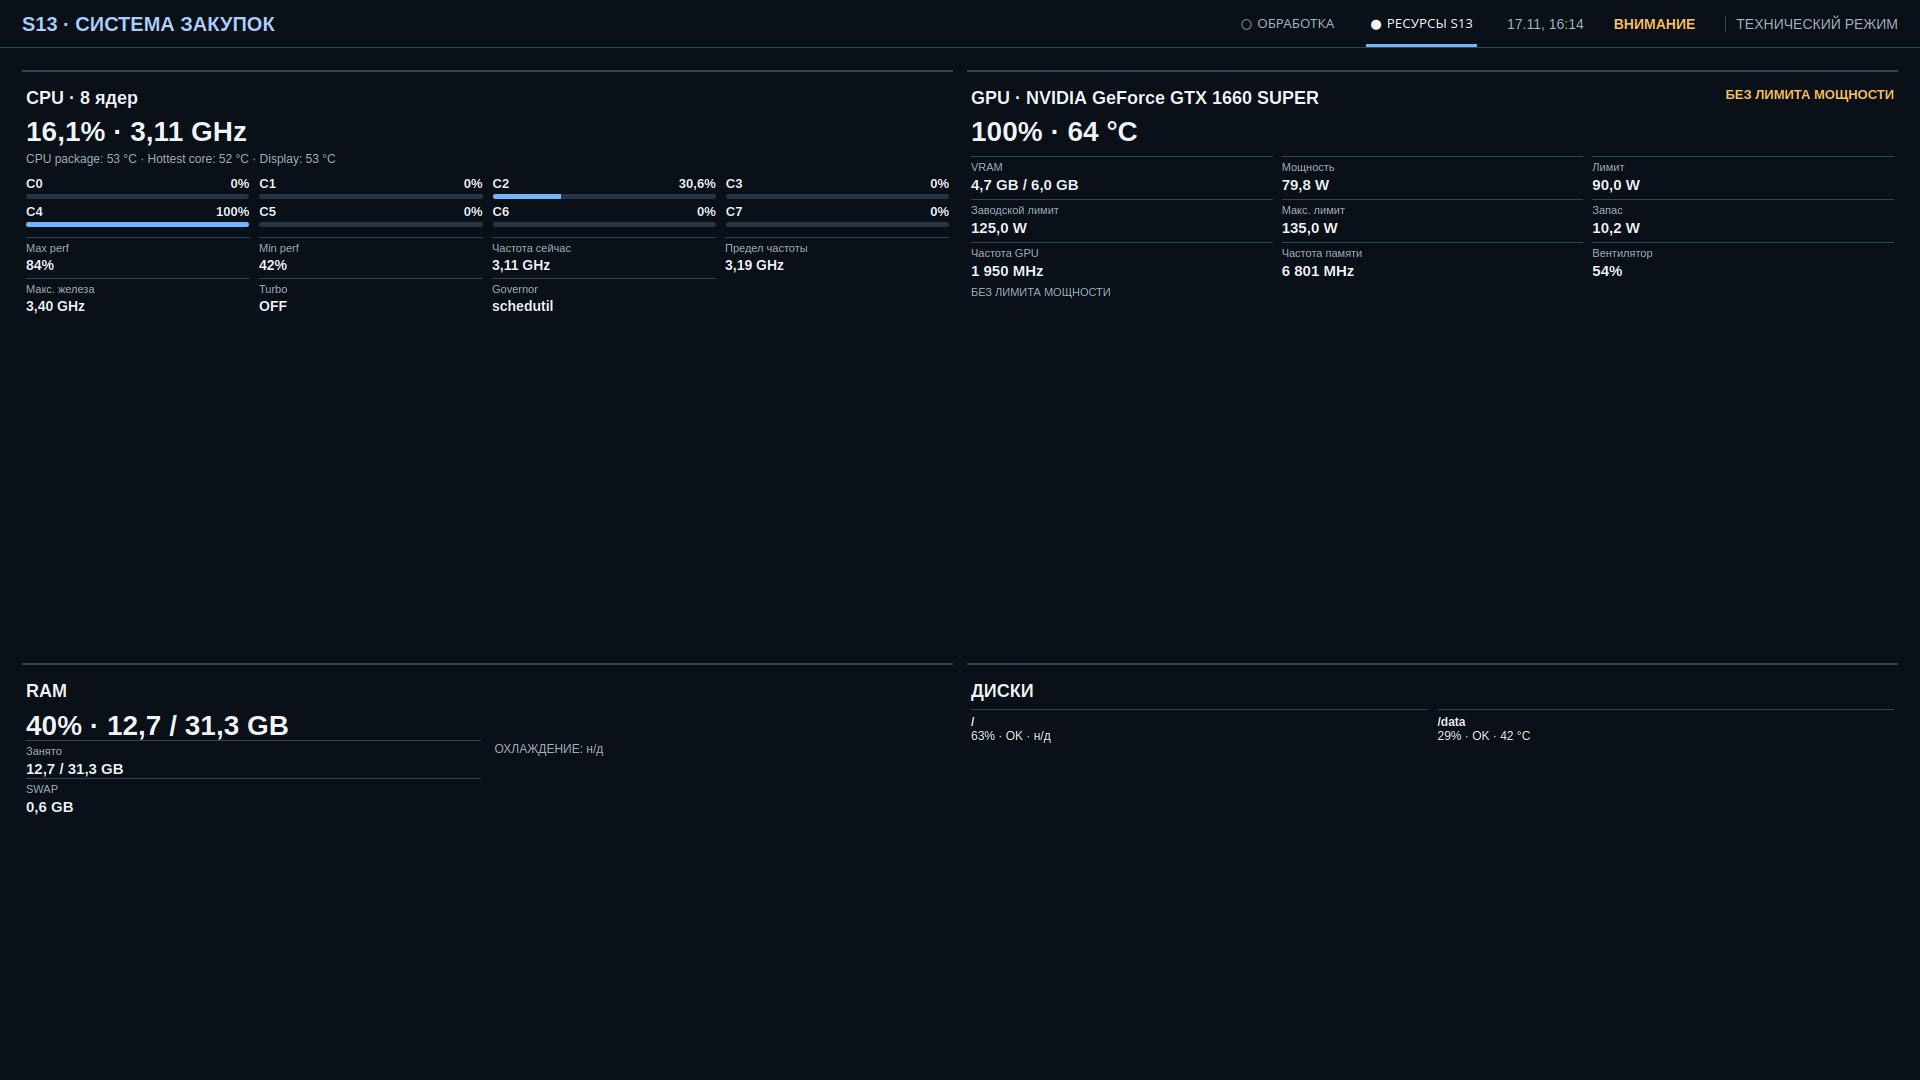 S13 · СИСТЕМА ЗАКУПОК
○ ОБРАБОТКА ● РЕСУРСЫ S13 17.11, 16:14 ВНИМАНИЕ ТЕХНИЧЕСКИЙ РЕЖИМ
CPU · 8 ядер
16,1% · 3,11 GHz
CPU package: 53 °C · Hottest core: 52 °C · Display: 53 °C
C0 0% C1 0% C2 30,6% C3 0%
C4 100% C5 0% C6 0% C7 0%
Max perf Min perf Частота сейчас Предел частоты
84% 42% 3,11 GHz 3,19 GHz
Макс. железа Turbo Governor
3,40 GHz OFF schedutil
GPU · NVIDIA GeForce GTX 1660 SUPER БЕЗ ЛИМИТА МОЩНОСТИ
100% · 64 °C
VRAM Мощность Лимит
4,7 GB / 6,0 GB 79,8 W 90,0 W
Заводской лимит Макс. лимит Запас
125,0 W 135,0 W 10,2 W
Частота GPU Частота памяти Вентилятор
1 950 MHz 6 801 MHz 54%
БЕЗ ЛИМИТА МОЩНОСТИ
RAM
40% · 12,7 / 31,3 GB
Занято
12,7 / 31,3 GB
SWAP
0,6 GB
ОХЛАЖДЕНИЕ: н/д
ДИСКИ
/ /data
63% · OK · н/д 29% · OK · 42 °C